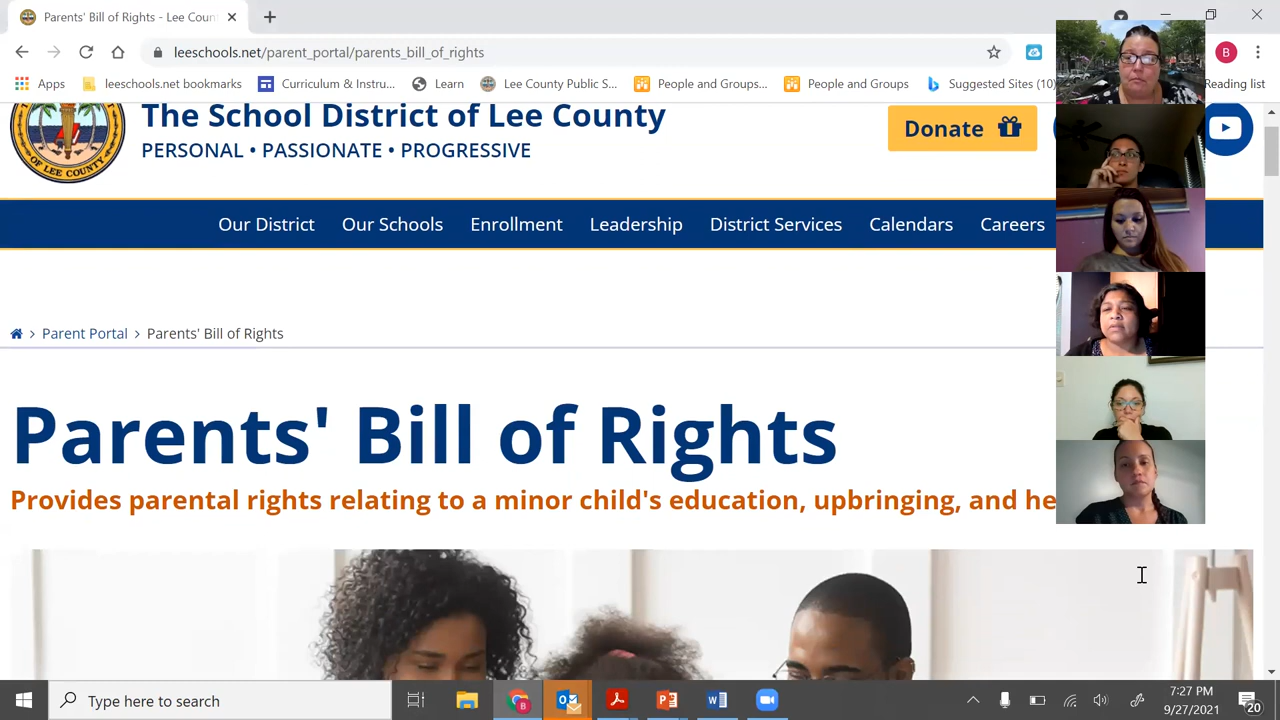 Parents' Bill of Rights - Lee Coun
leeschools.net/parent_portal/parents_bill_of_rights
B
Apps
leeschools.net bookmarks
Curriculum & Instru...
Learn
Lee County Public S...
People and Groups...
People and Groups
Suggested Sites (10)
Reading list
OF LEE COUNTY
The School District of Lee County
PERSONAL • PASSIONATE • PROGRESSIVE
Donate
Our District
Our Schools
Enrollment
Leadership
District Services
Calendars
Careers
Parent Portal
Parents' Bill of Rights
Parents' Bill of Rights
Provides parental rights relating to a minor child's education, upbringing, and he
Type here to search
7:27 PM
9/27/2021
20